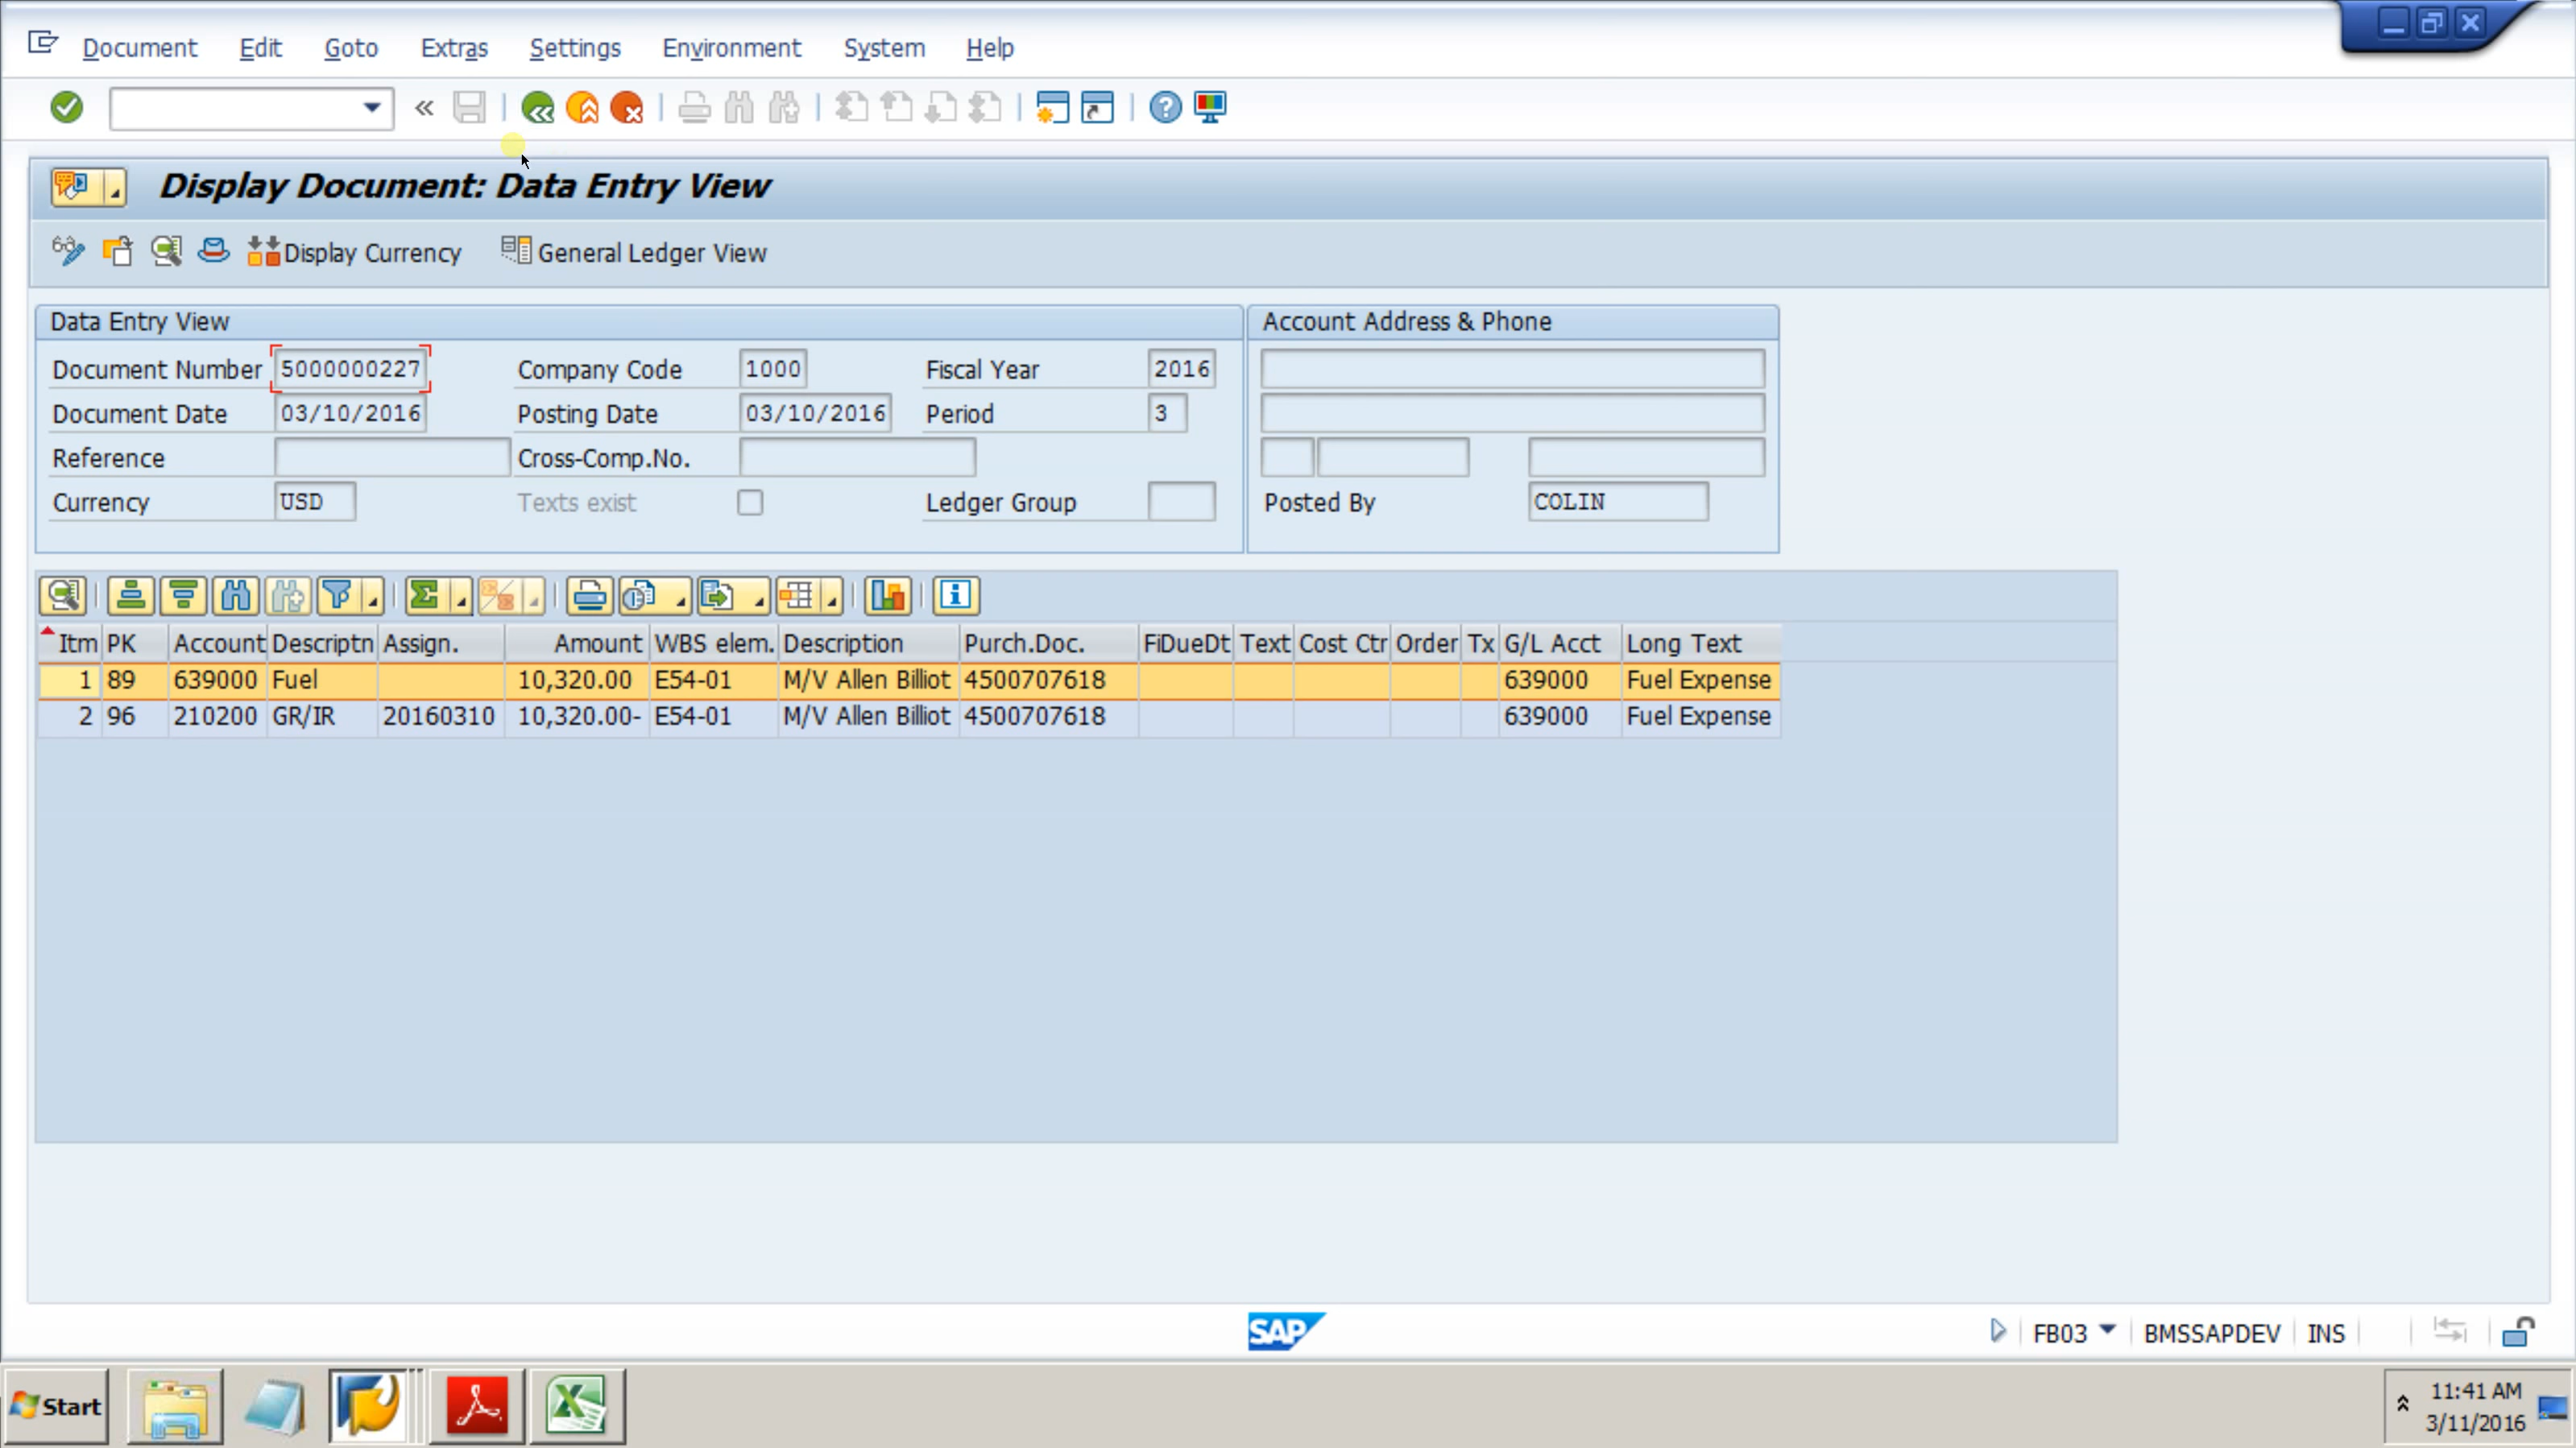 Document Edit Goto Extras Settings Environment System Help
Display Document: Data Entry View
Display Currency General Ledger View
Data Entry View Account Address & Phone
Document Number 5000000227 Company Code 1000 Fiscal Year 2016
Document Date 03/10/2016 Posting Date 03/10/2016 Period 3
Reference Cross-Comp.No.
Currency USD Texts exist Ledger Group Posted By COLIN
Itm PK Account Descriptn Assign. Amount WBS elem. Description Purch.Doc. FiDueDt Text Cost Ctr Order Tx G/L Acct Long Text
1 89 639000 Fuel 10,320.00 E54-01 M/V Allen Billiot 4500707618 639000 Fuel Expense
2 96 210200 GR/IR 20160310 10,320.00- E54-01 M/V Allen Billiot 4500707618 639000 Fuel Expense
SAP FB03 BMSSAPDEV INS
Start 11:41 AM
3/11/2016